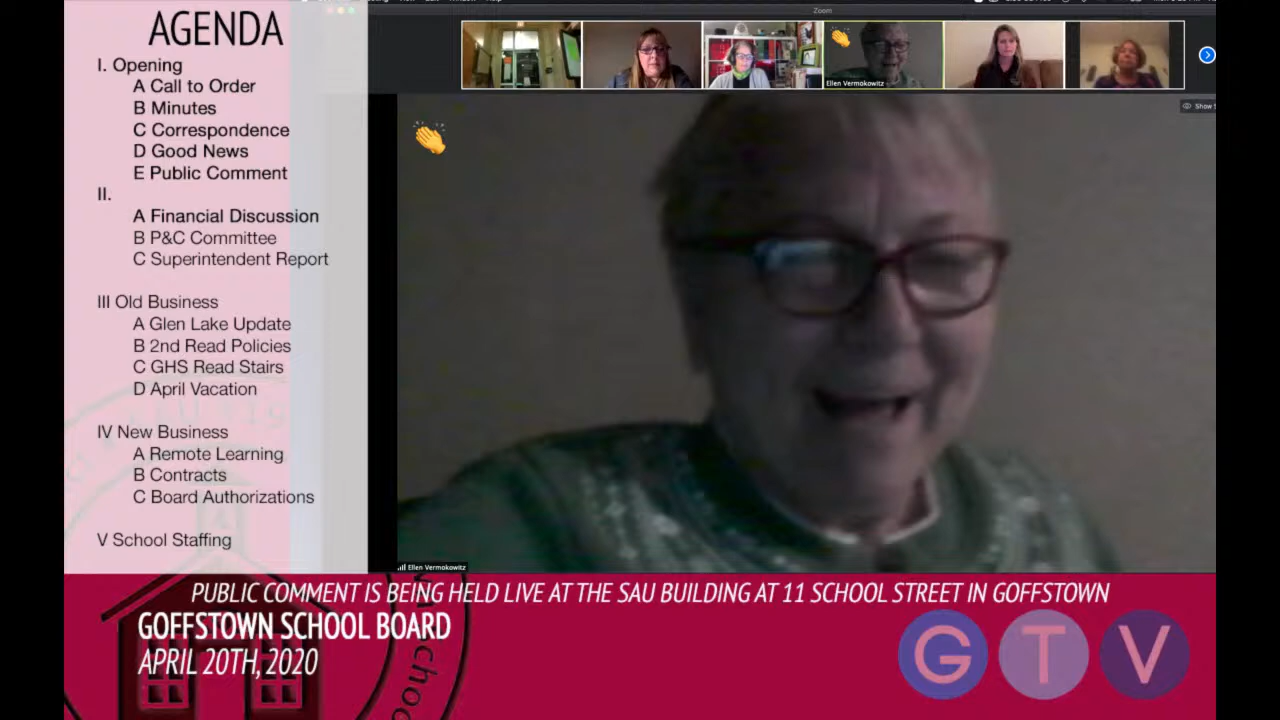 Zoom
AGENDA
I. Opening
A Call to Order
B Minutes
C Correspondence
D Good News
E Public Comment
II.
A Financial Discussion
B P&C Committee
C Superintendent Report
III Old Business
A Glen Lake Update
B 2nd Read Policies
C GHS Read Stairs
D April Vacation
IV New Business
A Remote Learning
B Contracts
C Board Authorizations
V School Staffing
Ellen Vermokowitz
Show
Ellen Vermokowitz
PUBLIC COMMENT IS BEING HELD LIVE AT THE SAU BUILDING AT 11 SCHOOL STREET IN GOFFSTOWN
GOFFSTOWN SCHOOL BOARD
APRIL 20TH, 2020
G T V